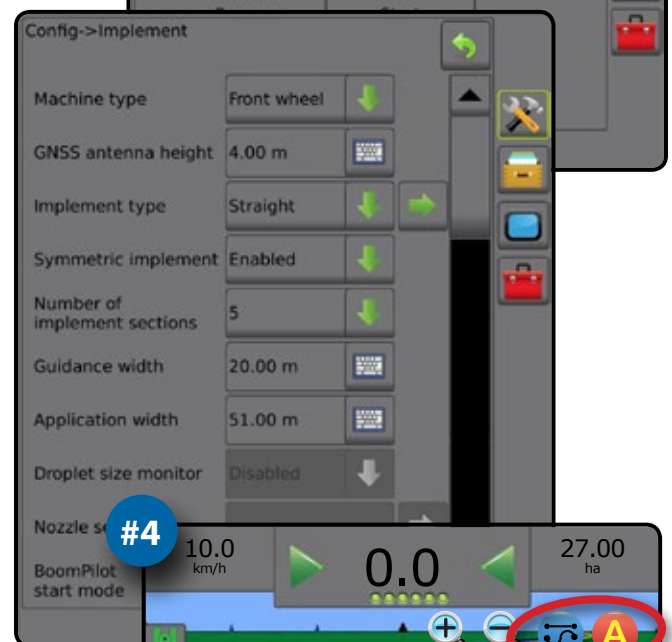 Config->Implement
Machine type Front wheel
GNSS antenna height 4.00 m
Implement type Straight
Symmetric implement Enabled
Number of
implement sections 5
Guidance width 20.00 m
Application width 51.00 m
Droplet size monitor Disabled
Nozzle
BoomPilot
start mode
#4
10.0 0.0 27.00
km/h ha
A